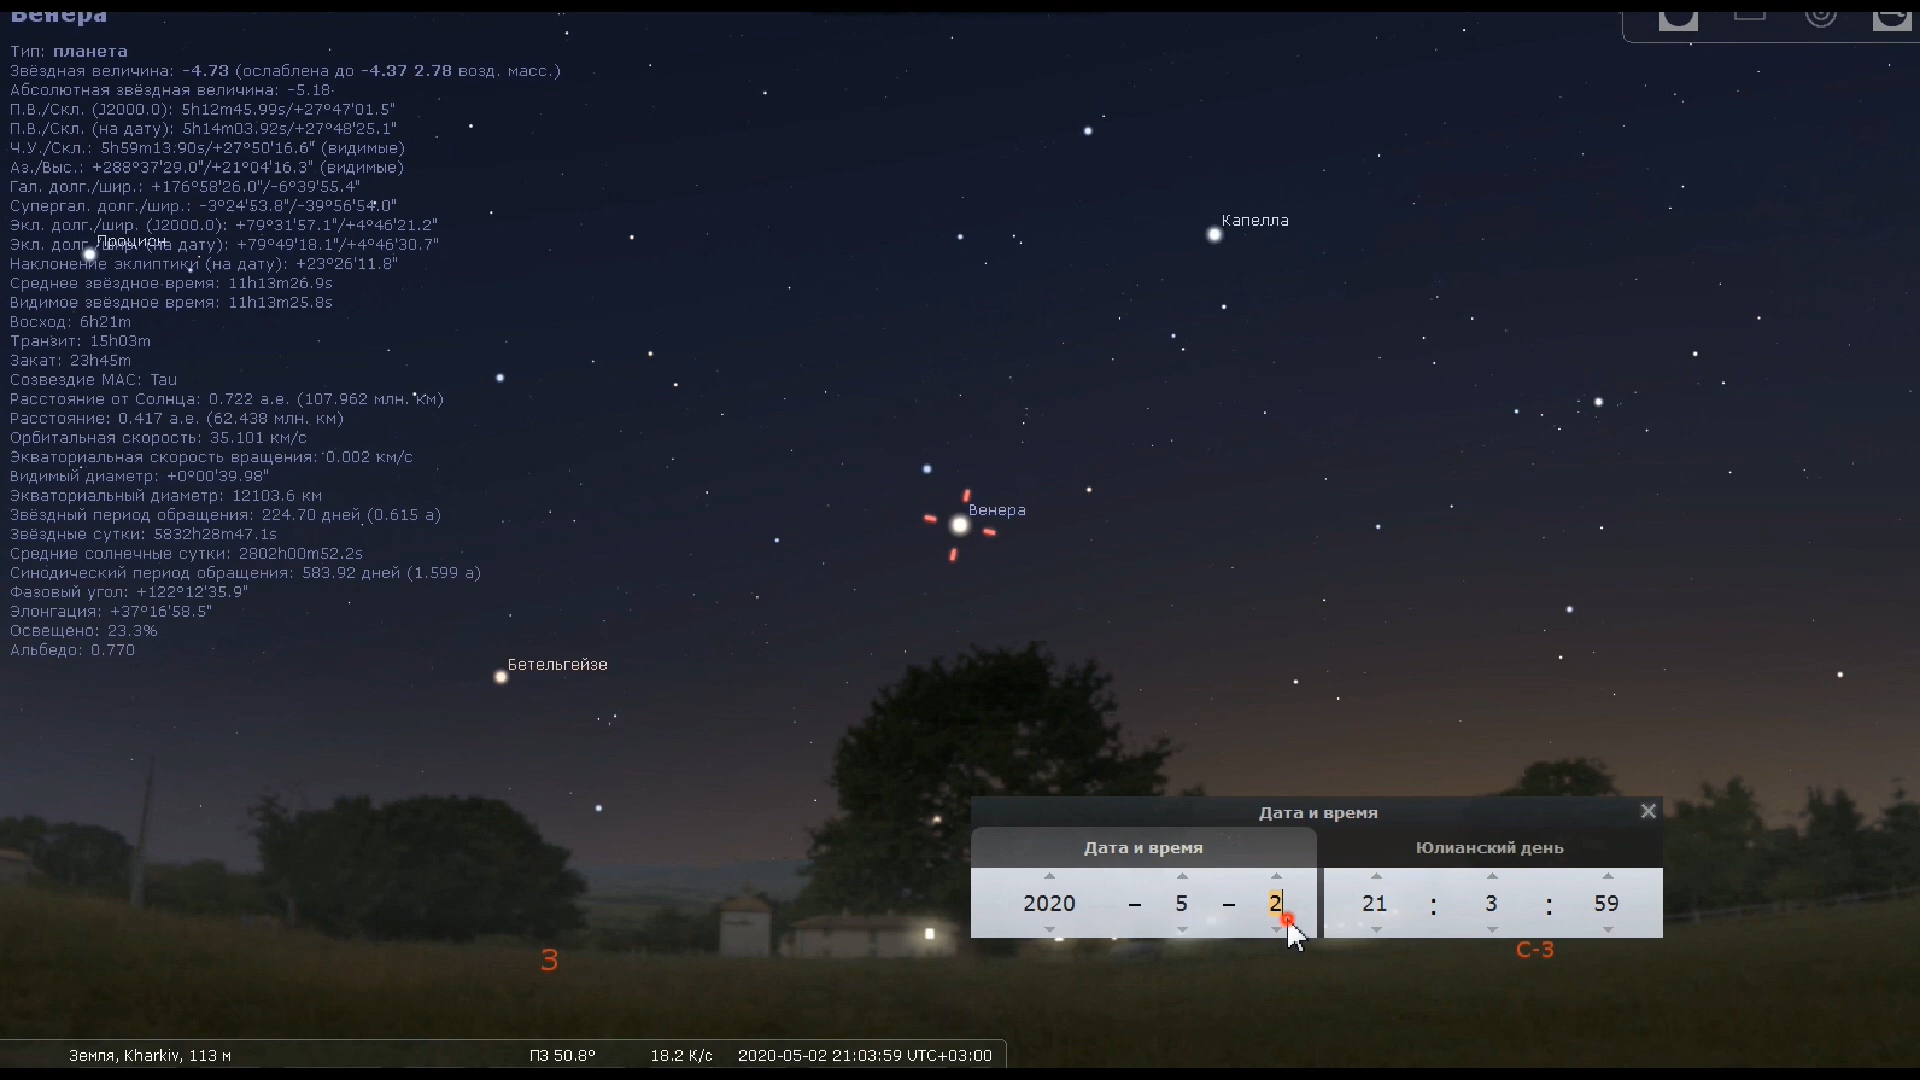 Венера
Тип: планета
Звёздная величина: -4.73 (ослаблена до -4.37 2.78 возд. масс.)
Абсолютная звёздная величина: -5.18
П.В./Скл. (J2000.0): 5h12m45.99s/+27°47'01.5"
П.В./Скл. (на дату): 5h14m03.92s/+27°48'25.1"
Ч.У./Скл.: 5h59m13.90s/+27°50'16.6" (видимые)
Аз./Выс.: +288°37'29.0"/+21°04'16.3" (видимые)
Гал. долг./шир.: +176°58'26.0"/-6°39'55.4"
Супергал. долг./шир.: -3°24'53.8"/-39°56'54.0"
Экл. долг./шир. (J2000.0): +79°31'57.1"/+4°46'21.2"
Экл. долг./шир. (на дату): +79°49'18.1"/+4°46'30.7"
Процион
Наклонение эклиптики (на дату): +23°26'11.8"
Среднее звёздное время: 11h13m26.9s
Видимое звёздное время: 11h13m25.8s
Восход: 6h21m
Транзит: 15h03m
Закат: 23h45m
Созвездие МАС: Tau
Расстояние от Солнца: 0.722 а.е. (107.962 млн. км)
Расстояние: 0.417 а.е. (62.438 млн. км)
Орбитальная скорость: 35.101 км/с
Экваториальная скорость вращения: 0.002 км/с
Видимый диаметр: +0°00'39.98"
Экваториальный диаметр: 12103.6 км
Звёздный период обращения: 224.70 дней (0.615 a)
Звёздные сутки: 5832h28m47.1s
Средние солнечные сутки: 2802h00m52.2s
Синодический период обращения: 583.92 дней (1.599 a)
Фазовый угол: +122°12'35.9"
Элонгация: +37°16'58.5"
Освещено: 23.3%
Альбедо: 0.770
Капелла
Венера
Бетельгейзе
Дата и время
Дата и время Юлианский день
2020 - 5 - 2 21 : 3 : 59
З С-З
Земля, Kharkiv, 113 м ПЗ 50.8° 18.2 К/с 2020-05-02 21:03:59 UTC+03:00